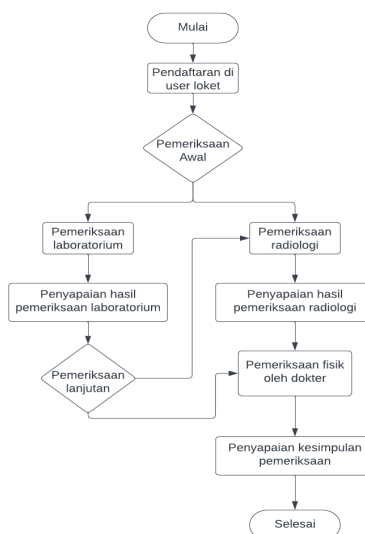 Mulai
Pendaftaran di
user loket
Pemeriksaan
Awal
Pemeriksaan
laboratorium
Pemeriksaan
radiologi
Penyapaian hasil
pemeriksaan laboratorium
Penyapaian hasil
pemeriksaan radiologi
Pemeriksaan
lanjutan
Pemeriksaan fisik
oleh dokter
Penyapaian kesimpulan
pemeriksaan
Selesai